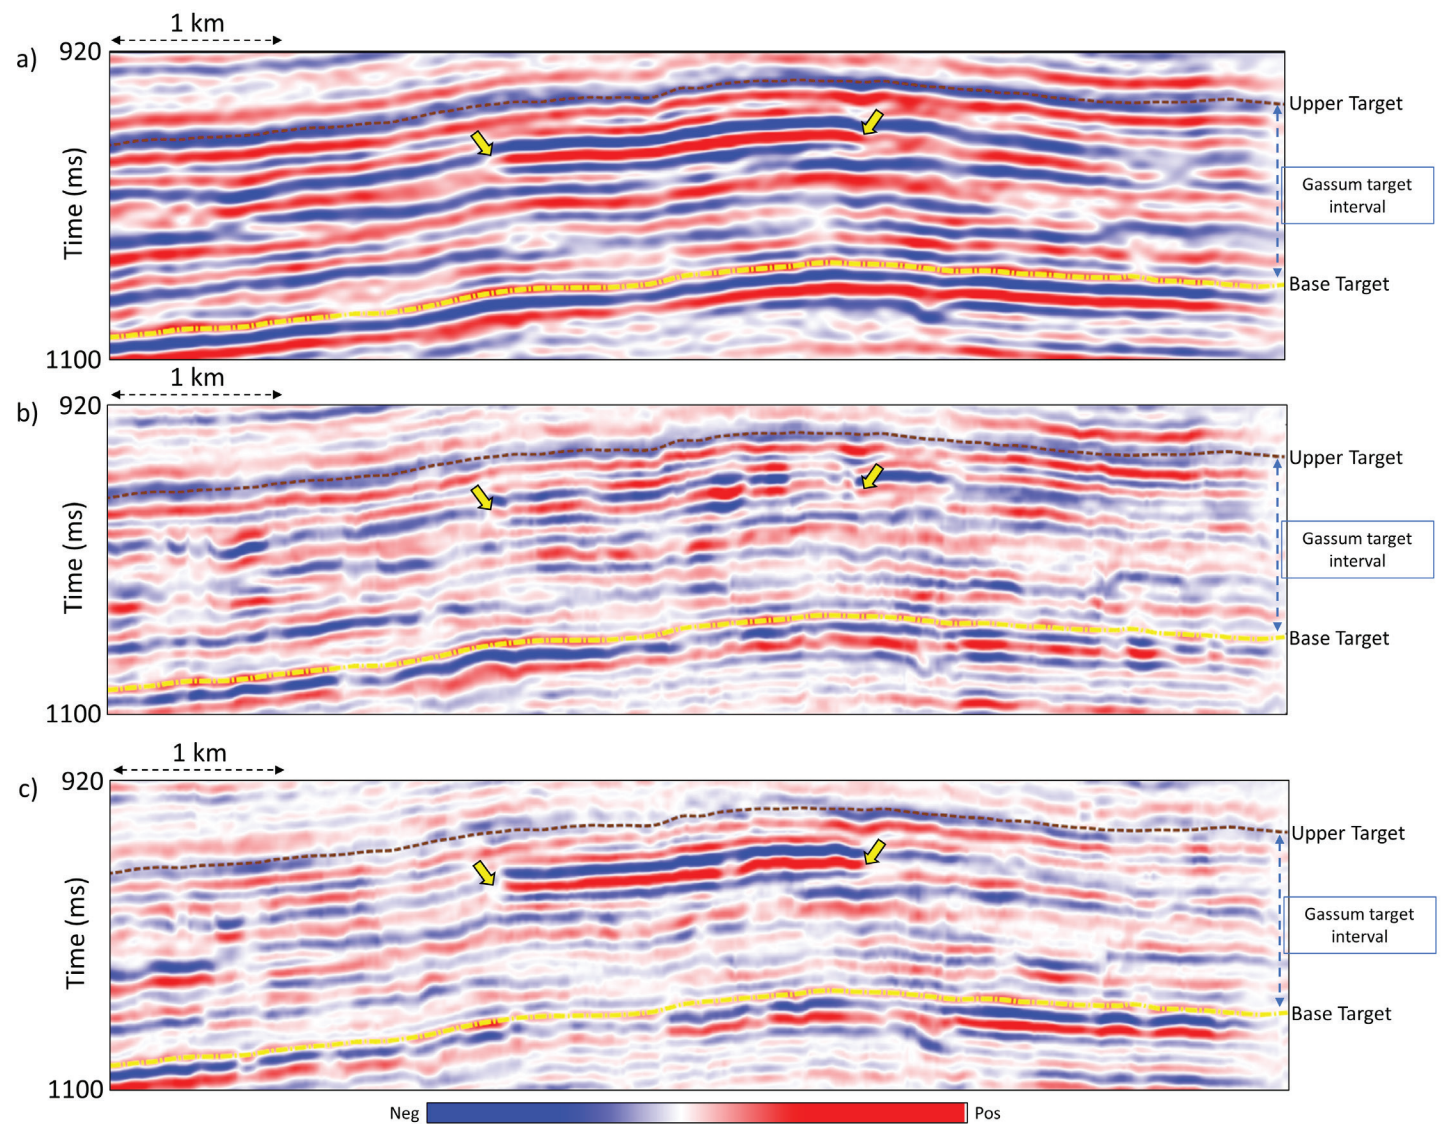 1 km
920
a)
Upper Target
Time (ms)
Gassum target
interval
Base Target
1100
1 km
920
b)
Upper Target
Time (ms)
Gassum target
interval
Base Target
1100
1 km
920
c)
Upper Target
Time (ms)
Gassum target
interval
Base Target
1100
Neg
Pos